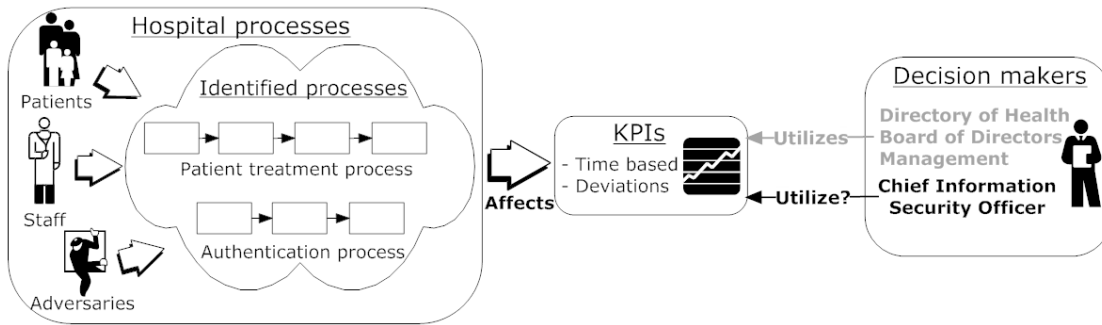 Hospital processes
Patients
Staff
Adversaries
Identified processes
Patient treatment process
Authentication process
Affects
KPIs
- Time based
- Deviations
Utilizes
Utilize?
Decision makers
Directory of Health
Board of Directors
Management
Chief Information
Security Officer